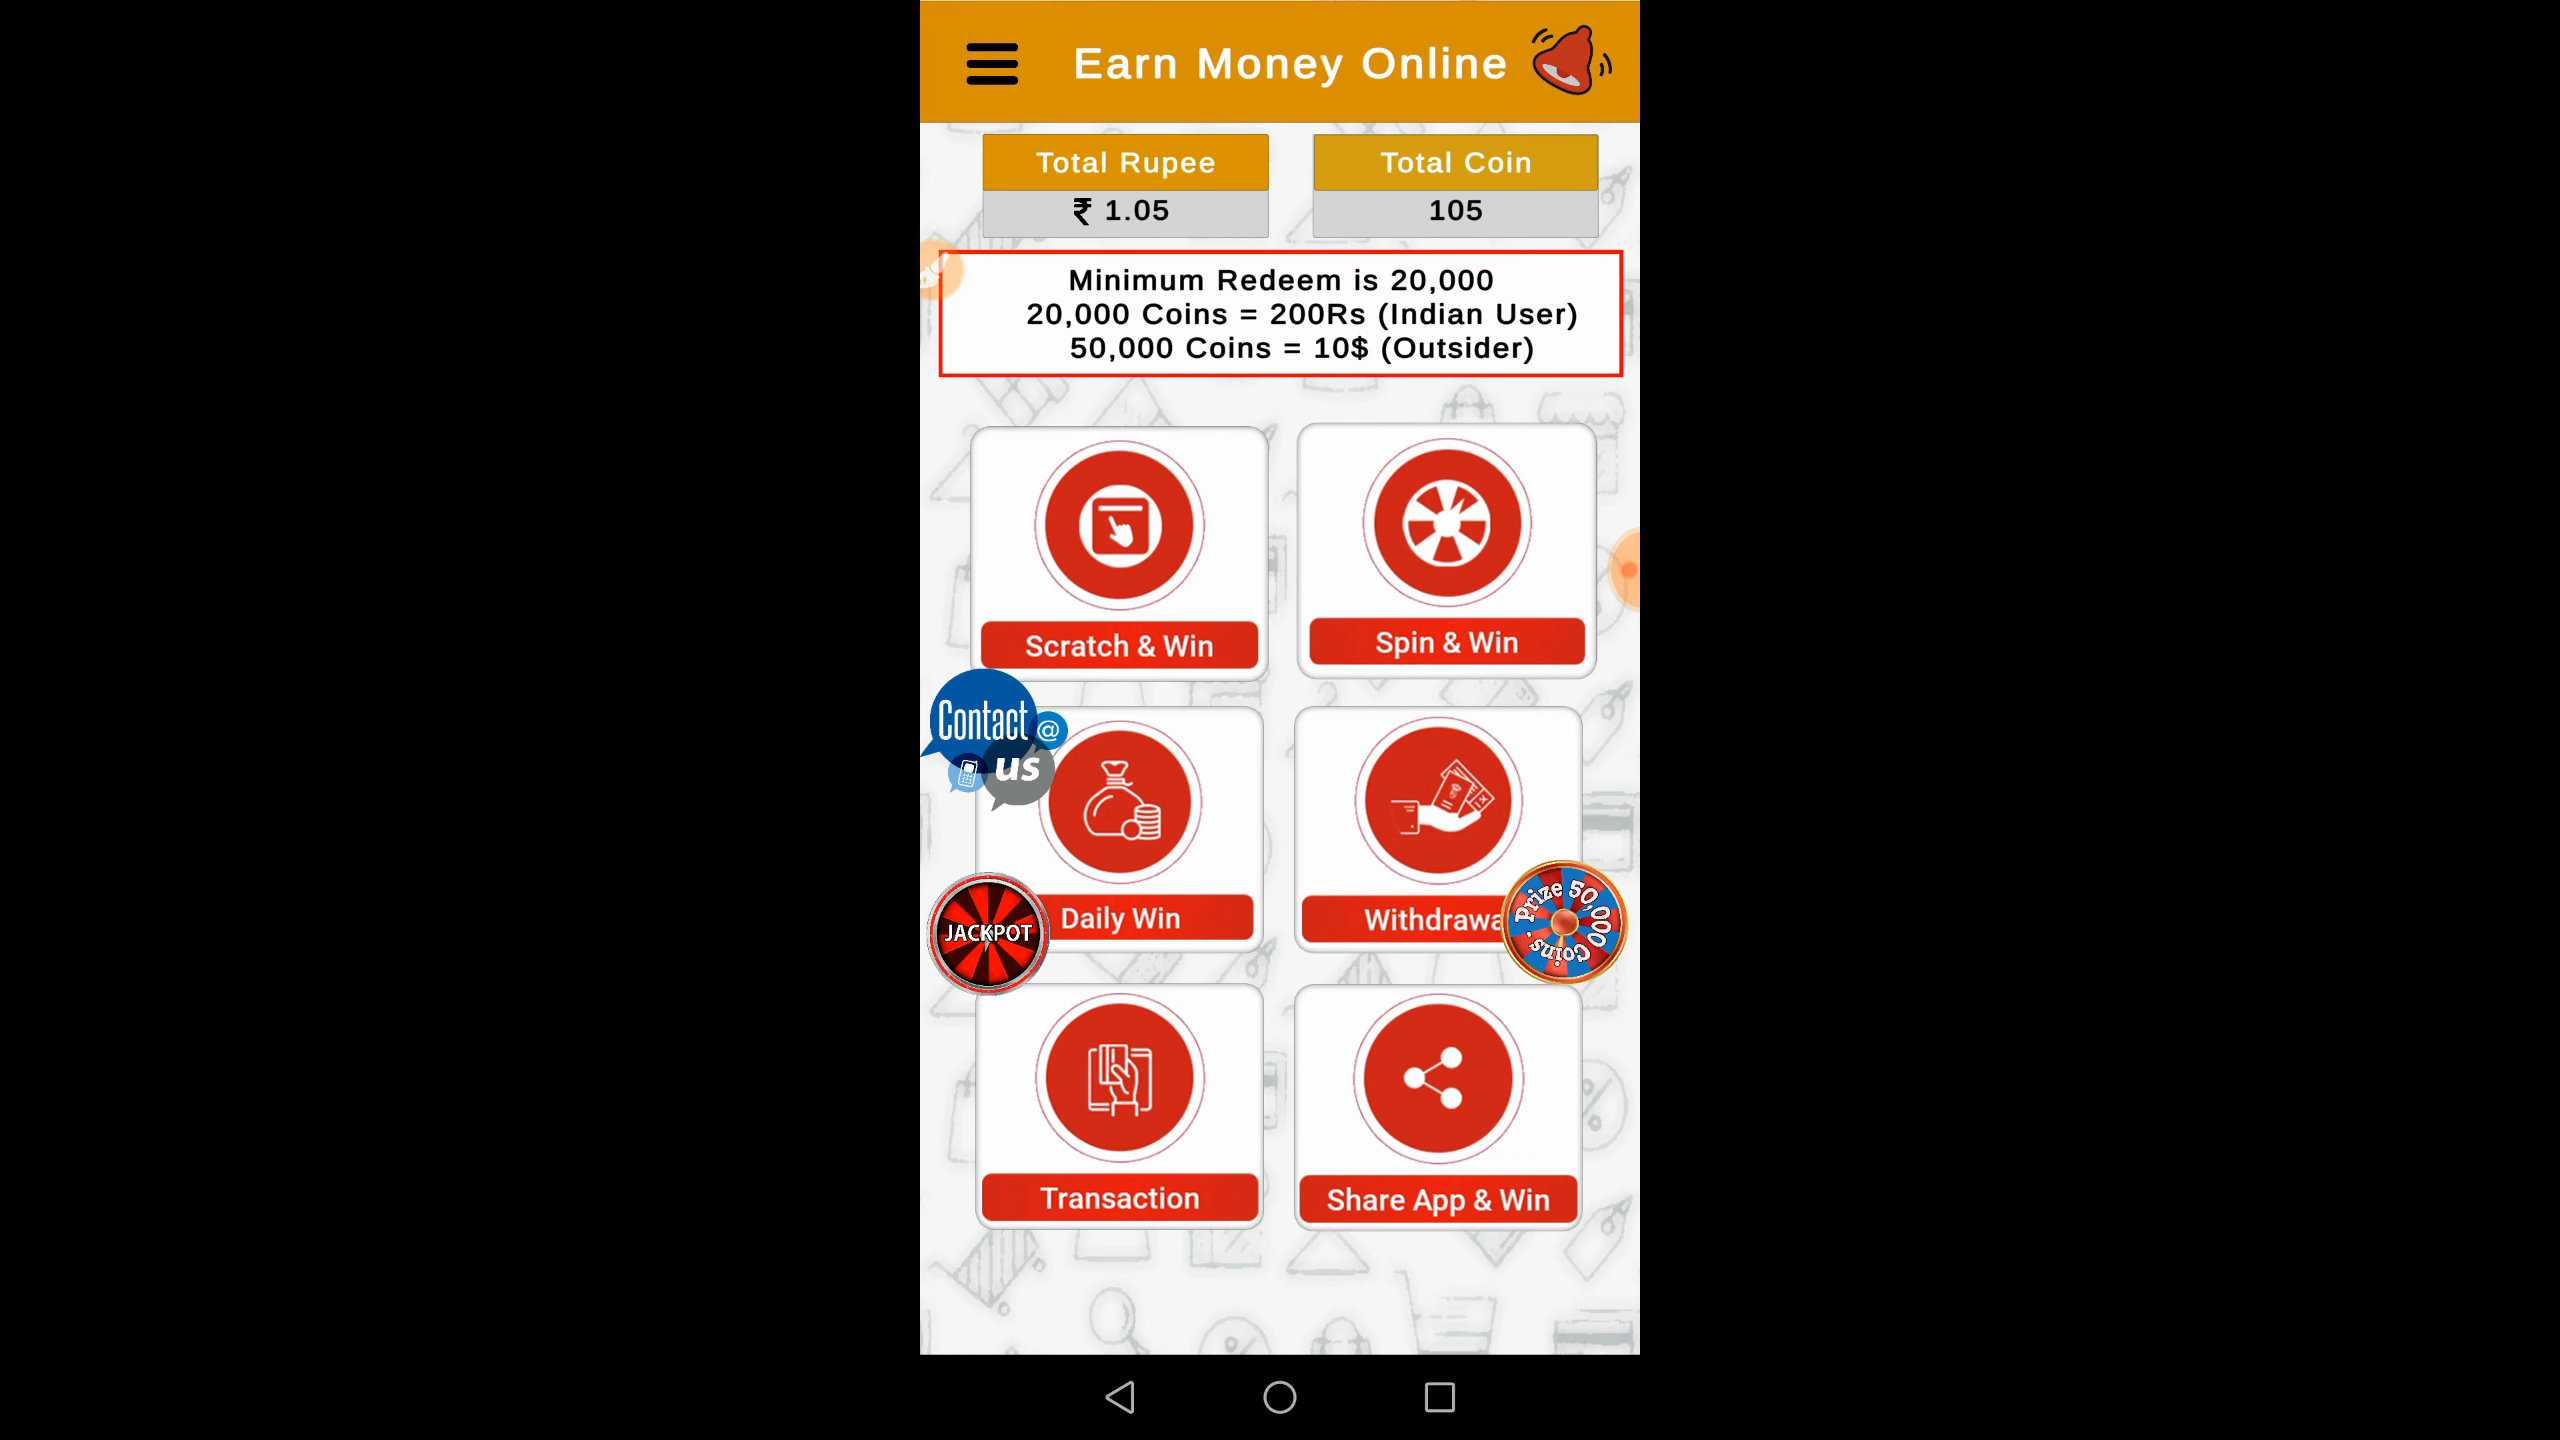 Earn Money Online
Total Rupee
Total Coin
₹ 1.05
105
Minimum Redeem is 20,000
20,000 Coins = 200Rs (Indian User)
50,000 Coins = 10$ (Outsider)
Scratch & Win
Spin & Win
Contact @
us
Daily Win
Withdrawa
JACKPOT
Prize 50,000 Coins.
Transaction
Share App & Win